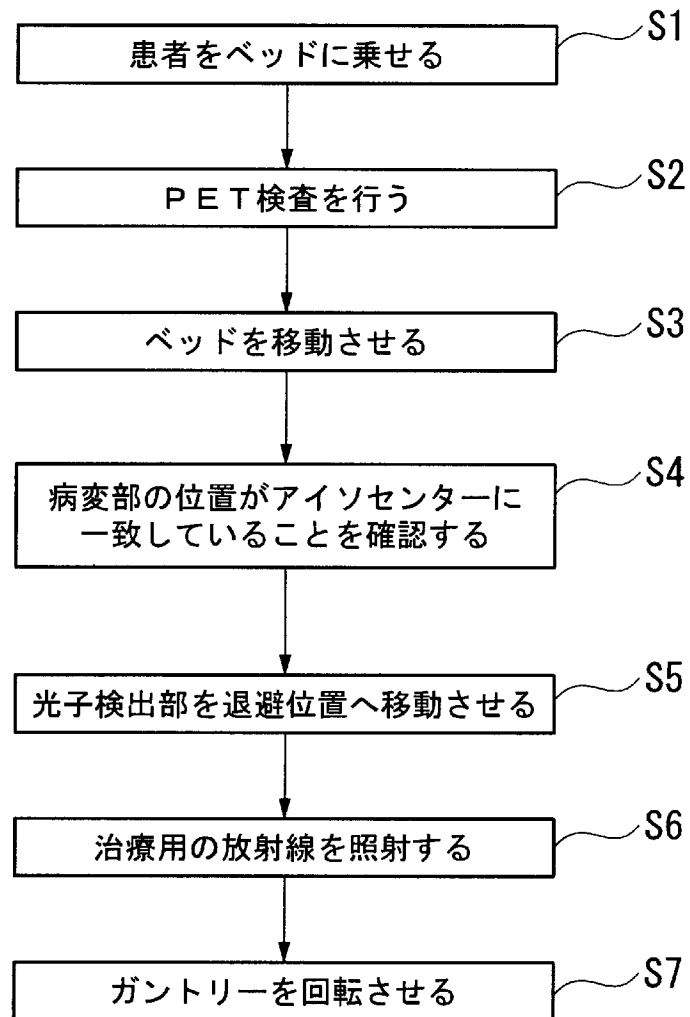 患者をベッドに乗せる
S1
PET検査を行う
S2
ベッドを移動させる
S3
病変部の位置がアイソセンターに
一致していることを確認する
S4
光子検出部を退避位置へ移動させる
S5
治療用の放射線を照射する
S6
ガントリーを回転させる
S7